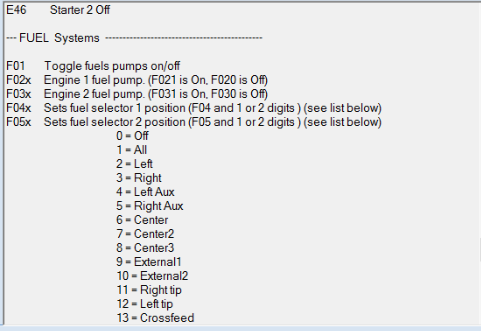 E46 Starter 2 Off
--- FUEL Systems --------------------------------------------
F01 Toggle fuels pumps on/off
F02x Engine 1 fuel pump. (F021 is On, F020 is Off)
F03x Engine 2 fuel pump. (F031 is On, F030 is Off)
F04x Sets fuel selector 1 position (F04 and 1 or 2 digits ) (see list below)
F05x Sets fuel selector 2 position (F05 and 1 or 2 digits ) (see list below)
0 = Off
1 = All
2 = Left
3 = Right
4 = Left Aux
5 = Right Aux
6 = Center
7 = Center2
8 = Center3
9 = External1
10 = External2
11 = Right tip
12 = Left tip
13 = Crossfeed